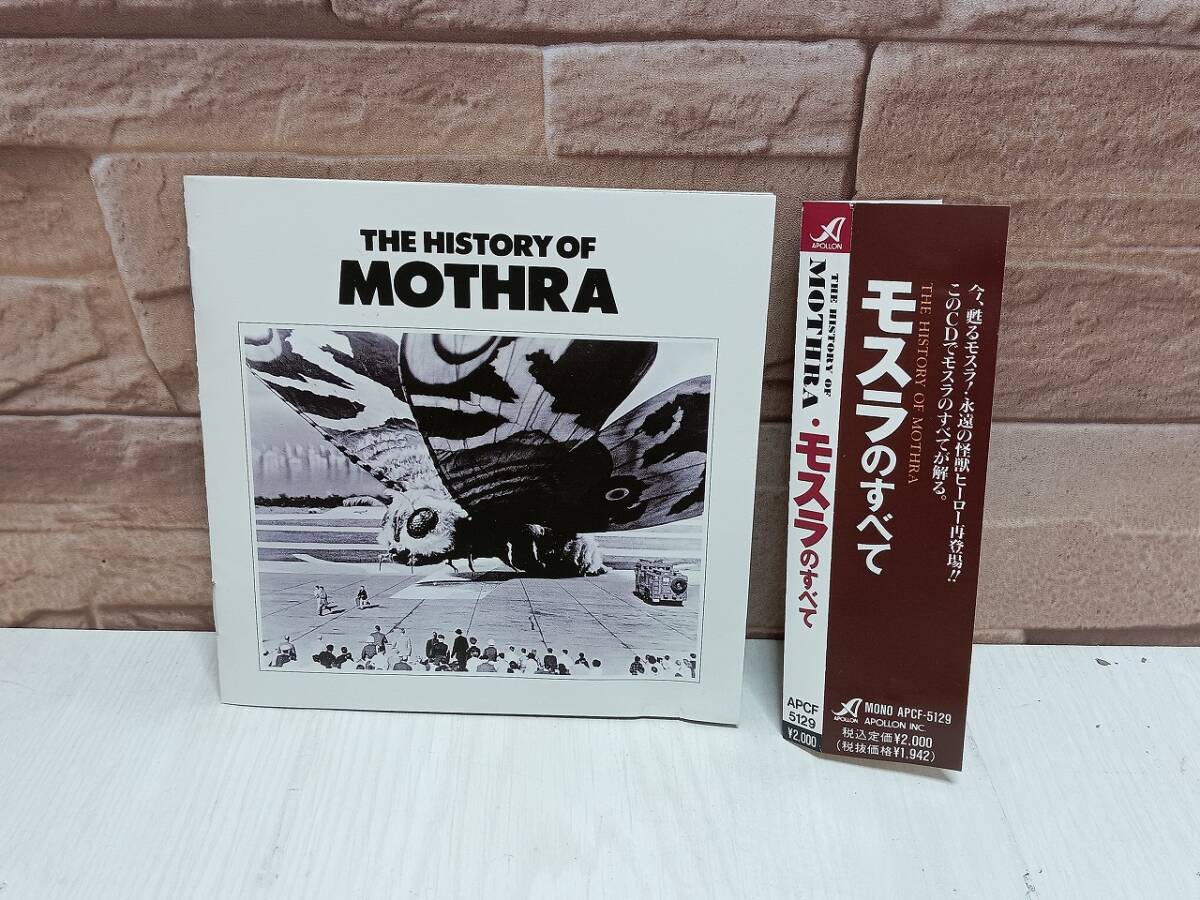 THE HISTORY OF
MOTHRA
APOLLON
THE HISTORY OF
MOTHRA・モスラのすべて
APCF
5129
¥2,000
今、甦るモスラ!永遠の怪獣ヒーロー再登場!!
このCDでモスラのすべてが解る。
THE HISTORY OF MOTHRA
モスラのすべて
APOLLON
MONO APCF-5129
APOLLON INC.
税込定価¥2,000
(税抜価格¥1,942)